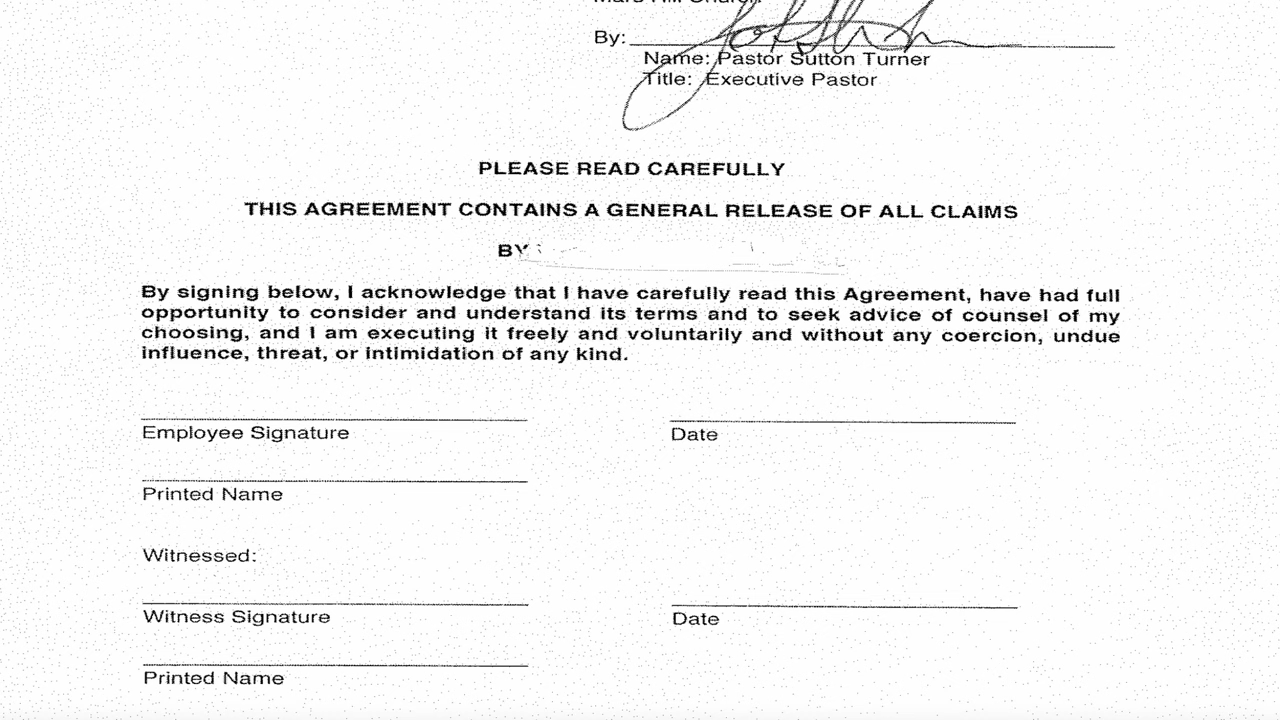 Mars Hill Church
By:
Name: Pastor Sutton Turner
Title: Executive Pastor
PLEASE READ CAREFULLY
THIS AGREEMENT CONTAINS A GENERAL RELEASE OF ALL CLAIMS
BY
By signing below, I acknowledge that I have carefully read this Agreement, have had full
opportunity to consider and understand its terms and to seek advice of counsel of my
choosing, and I am executing it freely and voluntarily and without any coercion, undue
influence, threat, or intimidation of any kind.
Employee Signature
Date
Printed Name
Witnessed:
Witness Signature
Date
Printed Name